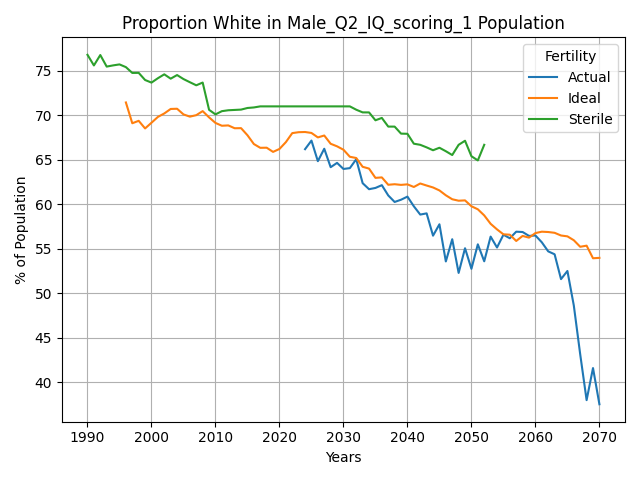 Proportion White in Male_Q2_IQ_scoring_1 Population
Fertility
Actual
Ideal
Sterile
% of Population
75
70
65
60
55
50
45
40
1990
2000
2010
2020
2030
2040
2050
2060
2070
Years